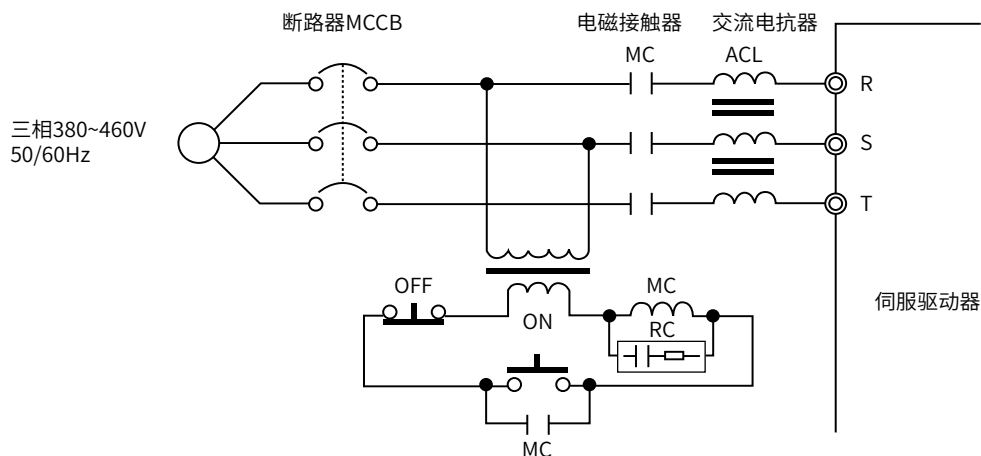 断路器MCCB
电磁接触器
MC
交流电抗器
ACL
三相380~460V
50/60Hz
R
S
T
OFF
ON
MC
RC
MC
伺服驱动器